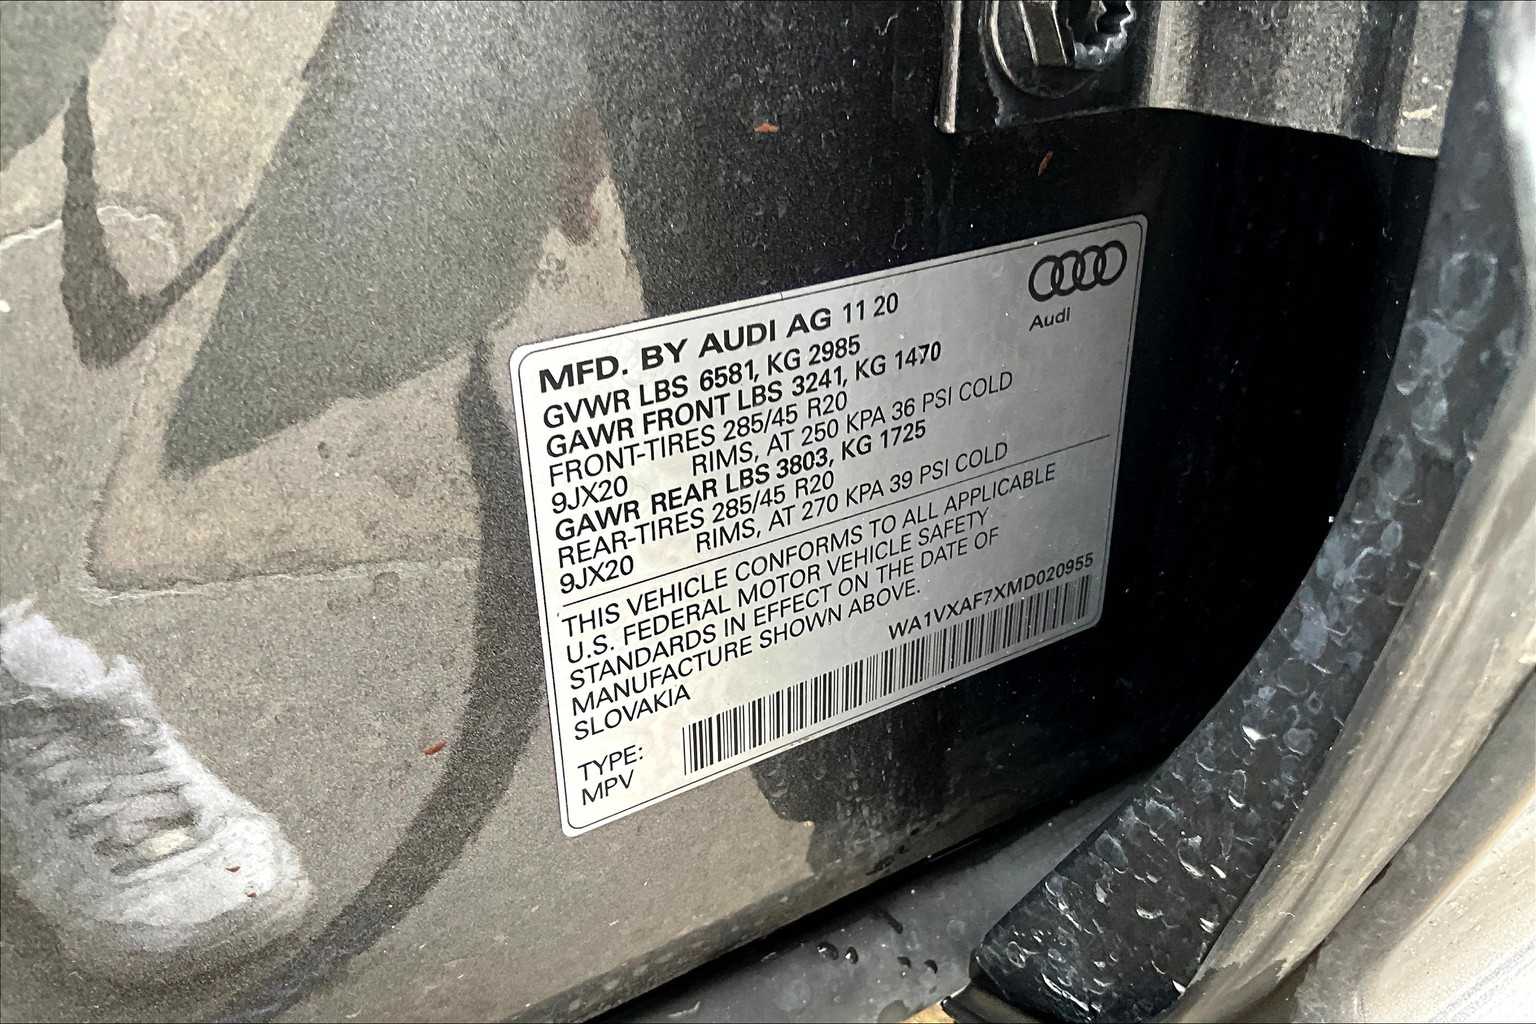 Audi
MFD. BY AUDI AG 11 20
GVWR LBS 6581, KG 2985
GAWR FRONT LBS 3241, KG 1470
FRONT-TIRES 285/45 R20
9JX20 RIMS, AT 250 KPA 36 PSI COLD
GAWR REAR LBS 3803, KG 1725
REAR-TIRES 285/45 R20
9JX20 RIMS, AT 270 KPA 39 PSI COLD
THIS VEHICLE CONFORMS TO ALL APPLICABLE
U.S. FEDERAL MOTOR VEHICLE SAFETY
STANDARDS IN EFFECT ON THE DATE OF
MANUFACTURE SHOWN ABOVE.
SLOVAKIA
WA1VXAF7XMD020955
TYPE:
MPV